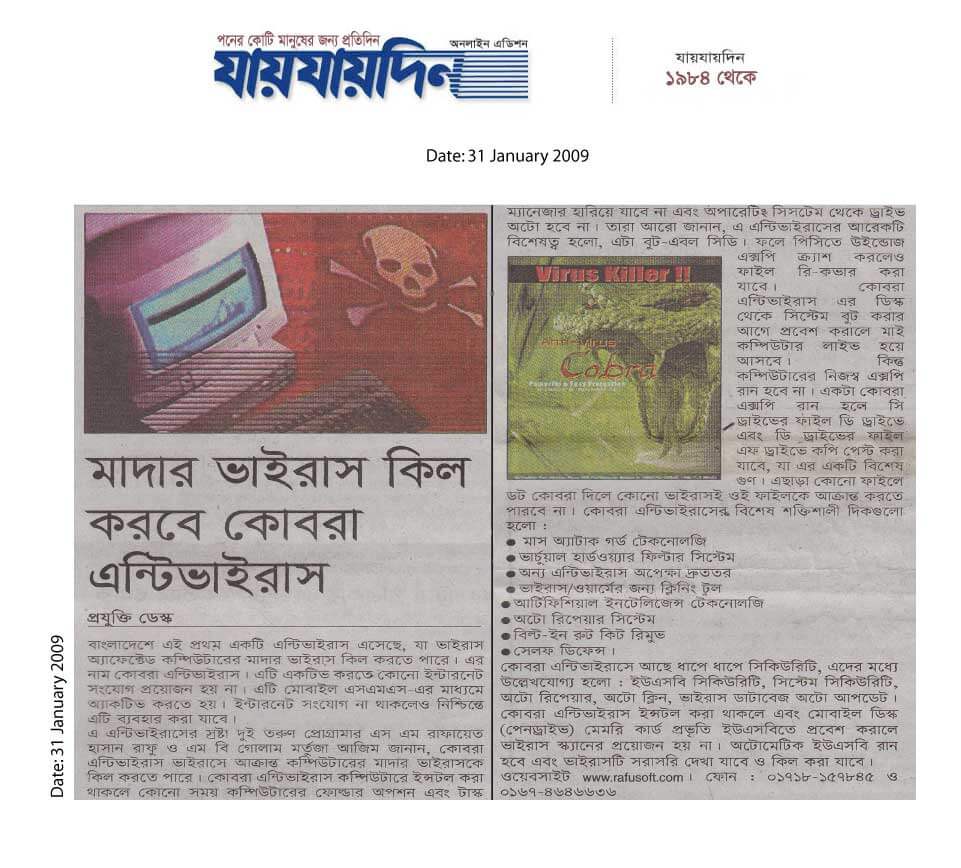 পনের কোটি মানুষের জন্য প্রতিদিন
অনলাইন এডিশন
যায়যায়দিন
যায়যায়দিন
১৯৮৪ থেকে
Date: 31 January 2009
Date: 31 January 2009
মাদার ভাইরাস কিল
করবে কোবরা
এন্টিভাইরাস
প্রযুক্তি ডেস্ক
বাংলাদেশে এই প্রথম একটি এন্টিভাইরাস এসেছে, যা ভাইরাস
অ্যাফেক্টেড কম্পিউটারের মাদার ভাইরাস কিল করতে পারে। এর
নাম কোবরা এন্টিভাইরাস। এটি একটিভ করতে কোনো ইন্টারনেট
সংযোগ প্রয়োজন হয় না। এটি মোবাইল এসএমএস-এর মাধ্যমে
অ্যাকটিভ করতে হয়। ইন্টারনেট সংযোগ না থাকলেও নিশ্চিন্তে
এটি ব্যবহার করা যাবে।
এ এন্টিভাইরাসের স্রষ্টা দুই তরুণ প্রোগ্রামার এস এম রাফায়েত
হাসান রাফু ও এম বি গোলাম মর্তুজা আজিম জানান, কোবরা
এন্টিভাইরাস ভাইরাসে আক্রান্ত কম্পিউটারের মাদার ভাইরাসকে
কিল করতে পারে। কোবরা এন্টিভাইরাস কম্পিউটারে ইন্সটল করা
থাকলে কোনো সময় কম্পিউটারের ফোল্ডার অপশন এবং টাস্ক
ম্যানেজার হারিয়ে যাবে না এবং অপারেটিং সিসটেম থেকে ড্রাইভ
অটো হবে না। তারা আরো জানান, এ এন্টিভাইরাসের আরেকটি
বিশেষত্ব হলো, এটা বুট-এবল সিডি। ফলে পিসিতে উইন্ডোজ
এক্সপি ক্র্যাশ করলেও
ফাইল রি-কভার করা
যাবে। কোবরা
এন্টিভাইরাস এর ডিস্ক
থেকে সিস্টেম বুট করার
আগে প্রবেশ করালে মাই
কম্পিউটার লাইভ হয়ে
আসবে। কিন্তু
কম্পিউটারের নিজস্ব এক্সপি
রান হবে না। একটা কোবরা
এক্সপি রান হলে সি
ড্রাইভের ফাইল ডি ড্রাইভে
এবং ডি ড্রাইভের ফাইল
এফ ড্রাইভে কপি পেস্ট করা
যাবে, যা এর একটি বিশেষ
গুণ। এছাড়া কোনো ফাইলে
Virus Killer !!
Anti-virus
Cobra
Powerful & Easy Protection
ডট কোবরা দিলে কোনো ভাইরাসই ওই ফাইলকে আক্রান্ত করতে
পারবে না। কোবরা এন্টিভাইরাসের বিশেষ শক্তিশালী দিকগুলো
হলো :
● মাস অ্যাটাক গর্ড টেকনোলজি
● ভার্চুয়াল হার্ডওয়্যার ফিল্টার সিস্টেম
● অন্য এন্টিভাইরাস অপেক্ষা দ্রুততর
● ভাইরাস/ওয়ার্মের জন্য ক্লিনিং টুল
● আর্টিফিশিয়াল ইনটেলিজেন্স টেকনোলজি
● অটো রিপেয়ার সিস্টেম
● বিল্ট-ইন রুট কিট রিমুভ
● সেলফ ডিফেন্স।
কোবরা এন্টিভাইরাসে আছে ধাপে ধাপে সিকিউরিটি, এদের মধ্যে
উল্লেখযোগ্য হলো : ইউএসবি সিকিউরিটি, সিস্টেম সিকিউরিটি,
অটো রিপেয়ার, অটো ক্লিন, ভাইরাস ডাটাবেজ অটো আপডেট।
কোবরা এন্টিভাইরাস ইন্সটল করা থাকলে এবং মোবাইল ডিস্ক
(পেনড্রাইভ) মেমরি কার্ড প্রভৃতি ইউএসবিতে প্রবেশ করালে
ভাইরাস স্ক্যানের প্রয়োজন হয় না। অটোমেটিক ইউএসবি রান
হবে এবং ভাইরাসটি সরাসরি দেখা যাবে ও কিল করা যাবে।
ওয়েবসাইট www.rafusoft.com। ফোন : ০১৭১৮-১৫৭৮৪৫ ও
০১৬৭-৪৬৪৬৬৩৬